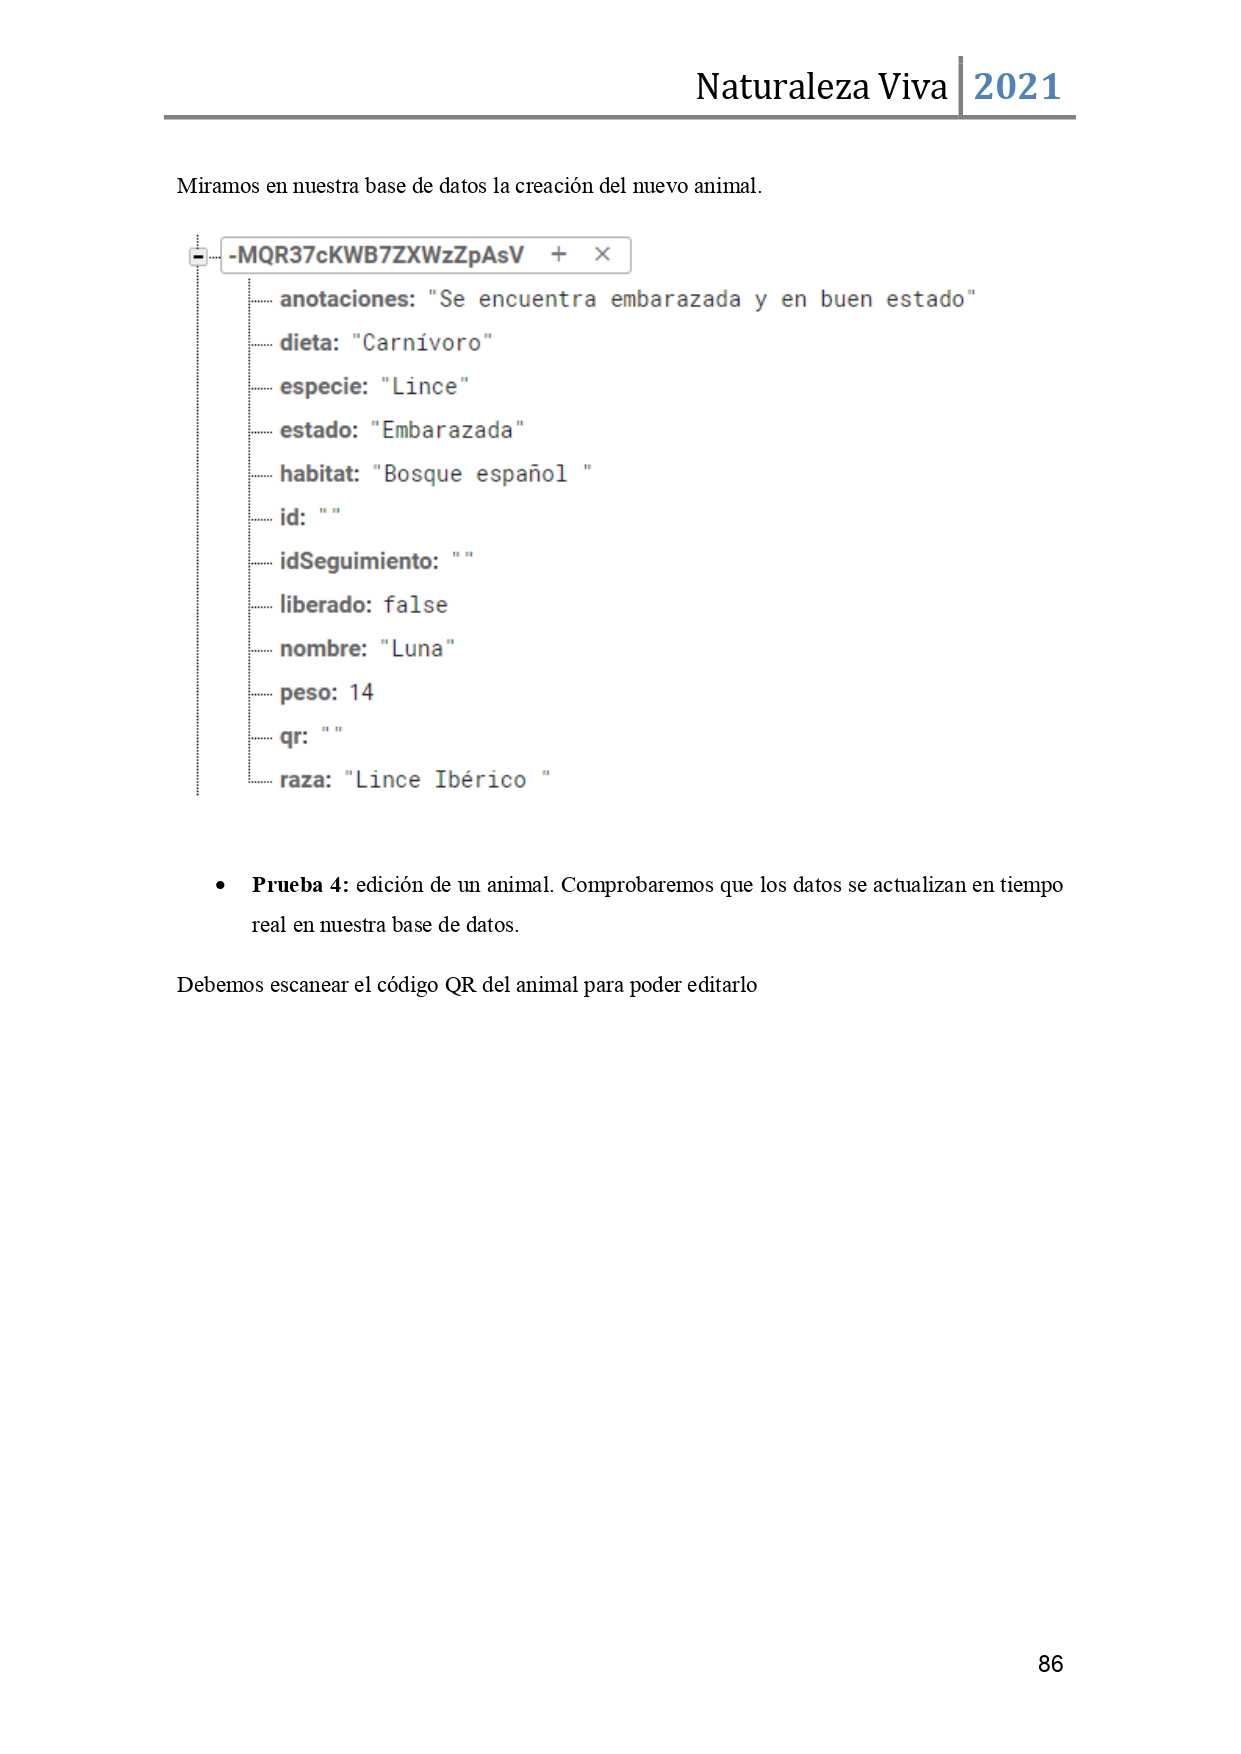 Naturaleza Viva 2021
Miramos en nuestra base de datos la creación del nuevo animal.
-MQR37cKWB7ZXWzZpAsV + ×
anotaciones: "Se encuentra embarazada y en buen estado"
dieta: "Carnívoro"
especie: "Lince"
estado: "Embarazada"
habitat: "Bosque español "
id: ""
idSeguimiento: ""
liberado: false
nombre: "Luna"
peso: 14
qr: ""
raza: "Lince Ibérico "
• Prueba 4: edición de un animal. Comprobaremos que los datos se actualizan en tiempo
real en nuestra base de datos.
Debemos escanear el código QR del animal para poder editarlo
86